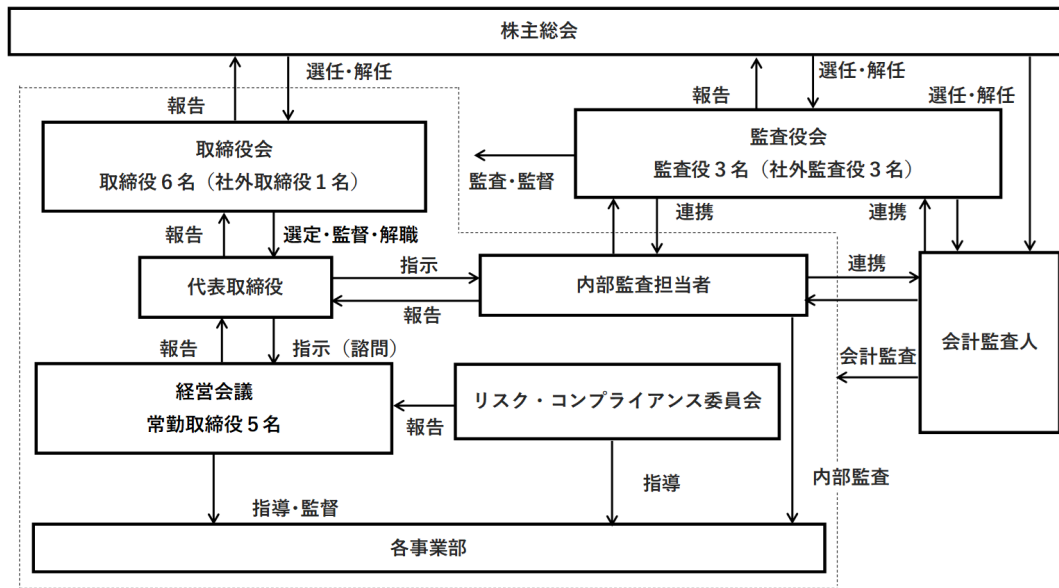 株主総会
選任･解任
報告
選任･解任
報告
選任･解任
取締役会
取締役６名（社外取締役１名）
監査役会
監査役３名（社外監査役３名）
監査･監督
報告
選定･監督･解職
連携
連携
代表取締役
指示
報告
内部監査担当者
連携
会計監査人
報告
指示（諮問）
会計監査
経営会議
常勤取締役５名
報告
リスク・コンプライアンス委員会
指導･監督
指導
内部監査
各事業部